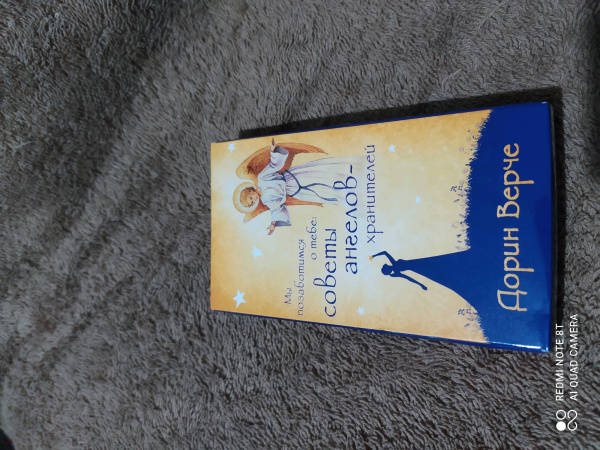 Мы
позаботимся
о тебе:
советы
ангелов-
хранителей
Дорин Верче
REDMI NOTE 8T
AI QUAD CAMERA